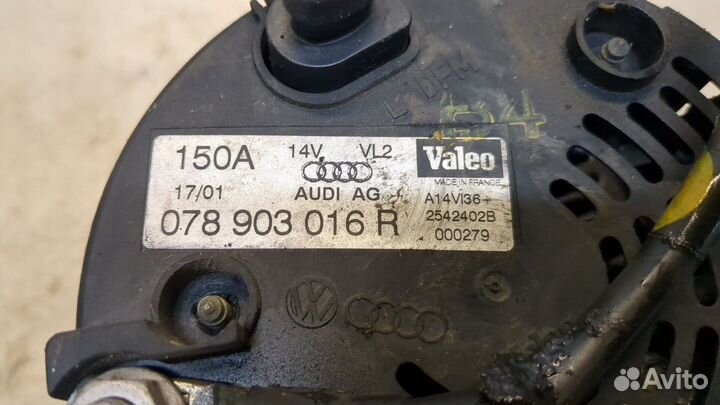 150A 14V VL2 Valeo
MADE IN FRANCE
17/01 AUDI AG A14VI36+
078 903 016 R 2542402B
000279
Avito